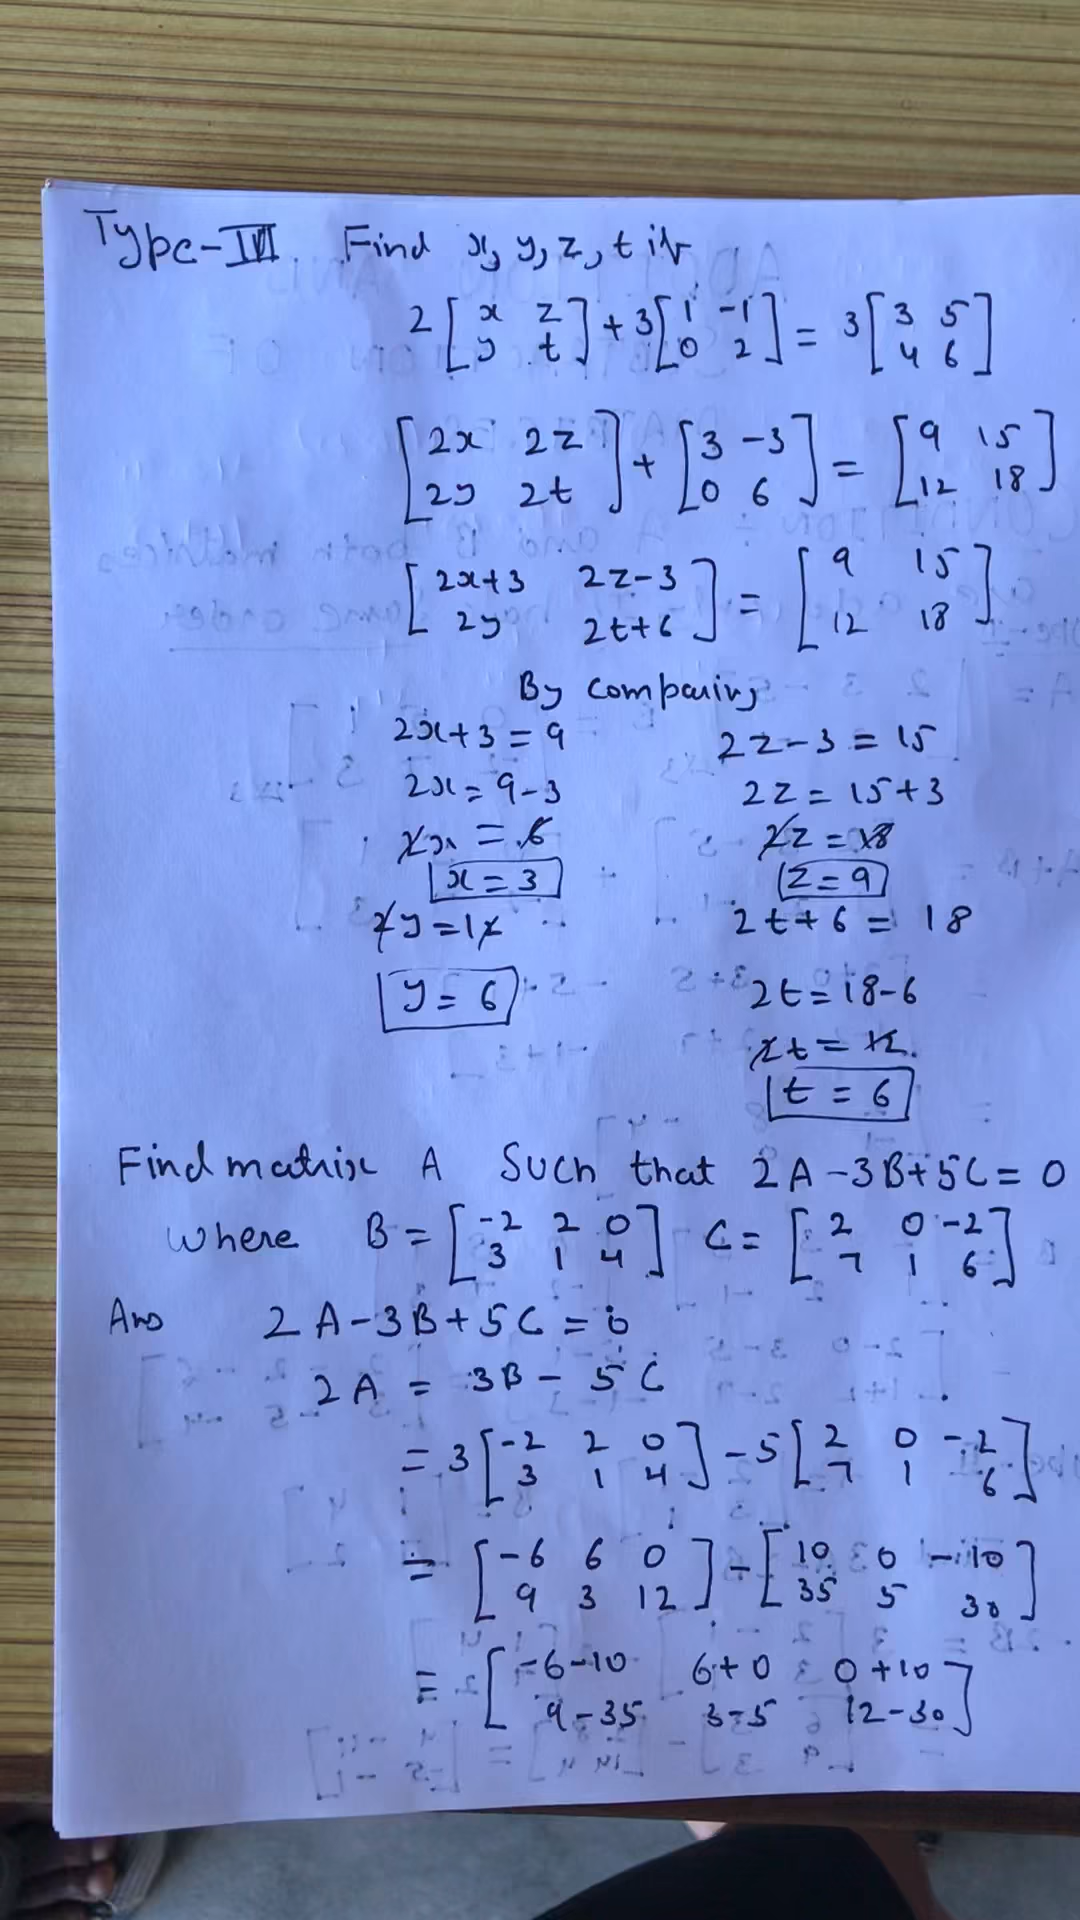 Type-III Find x, y, z, t if
2 [x z; y t] + 3 [1 -1; 0 2] = 3 [3 5; 4 6]
[2x 2z; 2y 2t] + [3 -3; 0 6] = [9 15; 12 18]
[2x+3 2z-3; 2y 2t+6] = [9 15; 12 18]
By comparing
2x+3 = 9
2x = 9-3
2x = 6
x = 3
2y = 12
y = 6
2z-3 = 15
2z = 15+3
2z = 18
z = 9
2t+6 = 18
2t = 18-6
2t = 12
t = 6
Find matrix A Such that 2A-3B+5C = 0
where B = [-2 2 0; 3 1 4] C = [2 0 -2; 7 1 6]
Ans 2A-3B+5C = 0
2A = 3B - 5C
= 3 [-2 2 0; 3 1 4] - 5 [2 0 -2; 7 1 6]
= [-6 6 0; 9 3 12] - [10 0 -10; 35 5 30]
= [-6-10 6+0 0+10; 9-35 3-5 12-30]